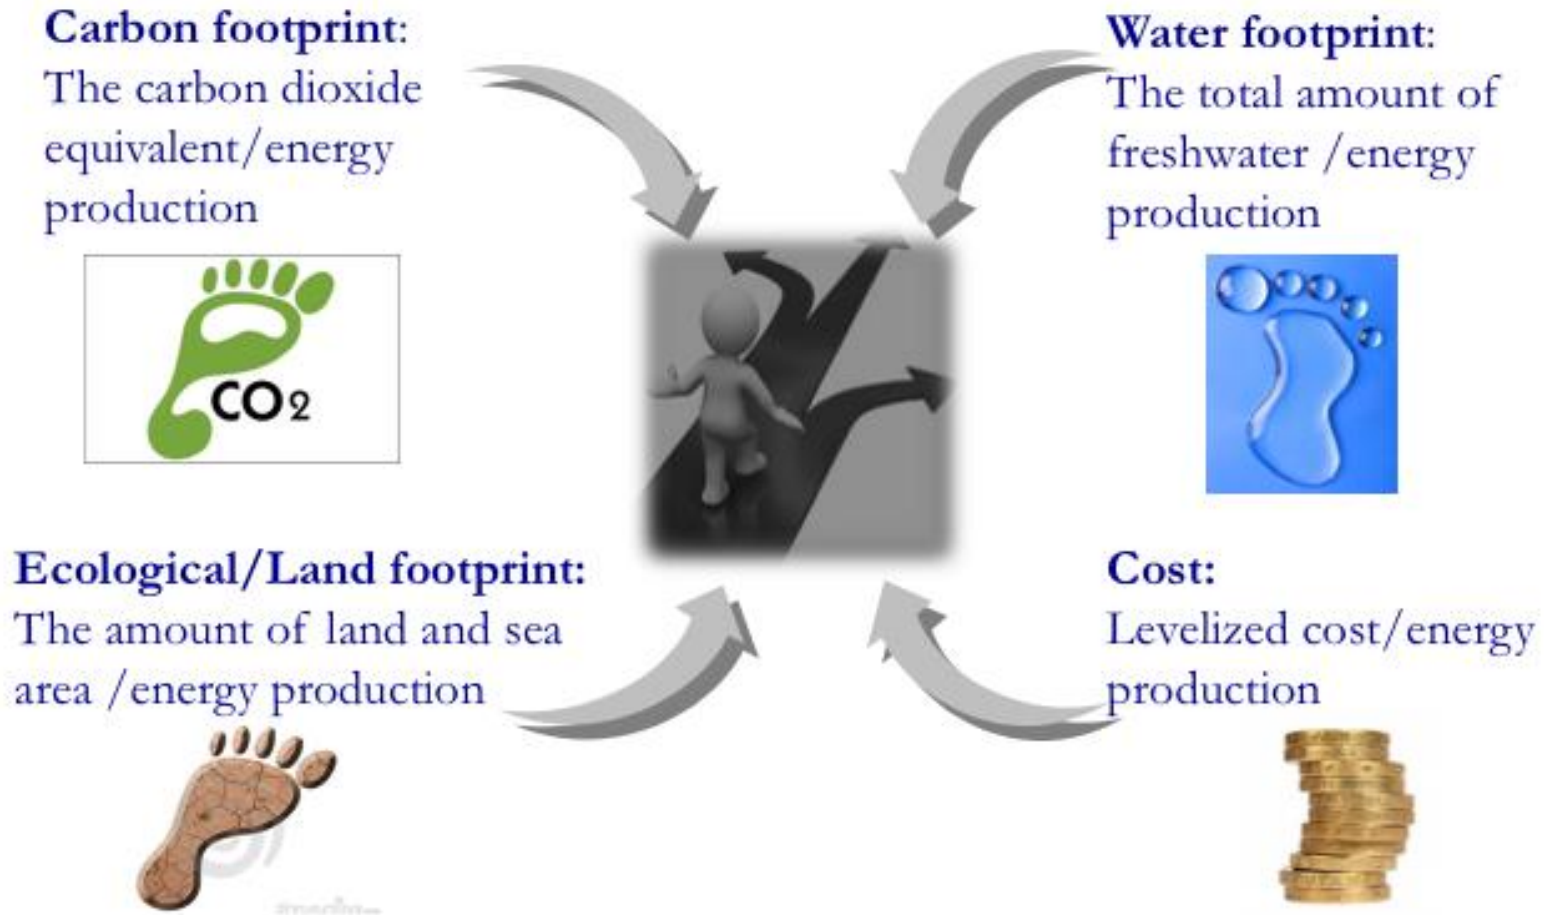 Carbon footprint:
The carbon dioxide
equivalent/energy
production
CO2
Water footprint:
The total amount of
freshwater /energy
production
Ecological/Land footprint:
The amount of land and sea
area /energy production
Cost:
Levelized cost/energy
production